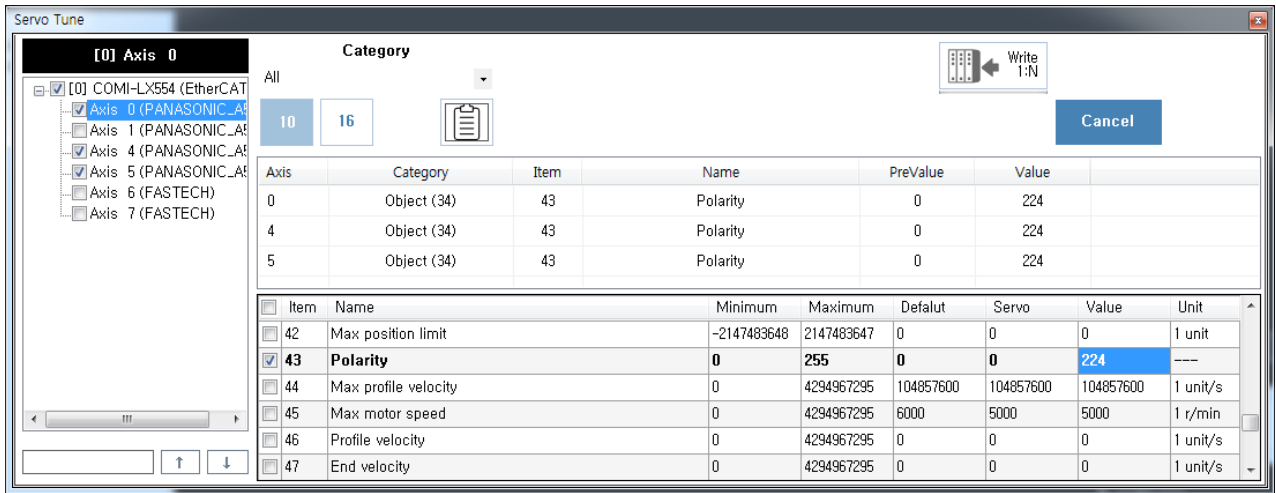 Servo Tune
[0] Axis 0
[0] COMI-LX554 (EtherCAT
Axis 0 (PANASONIC_A5
Axis 1 (PANASONIC_A5
Axis 4 (PANASONIC_A5
Axis 5 (PANASONIC_A5
Axis 6 (FASTECH)
Axis 7 (FASTECH)
Category
All
10 16
Write
1:N
Cancel
Axis Category Item Name PreValue Value
0 Object (34) 43 Polarity 0 224
4 Object (34) 43 Polarity 0 224
5 Object (34) 43 Polarity 0 224
Item Name Minimum Maximum Defalut Servo Value Unit
42 Max position limit -2147483648 2147483647 0 0 0 1 unit
43 Polarity 0 255 0 0 224 ---
44 Max profile velocity 0 4294967295 104857600 104857600 104857600 1 unit/s
45 Max motor speed 0 4294967295 6000 5000 5000 1 r/min
46 Profile velocity 0 4294967295 0 0 0 1 unit/s
47 End velocity 0 4294967295 0 0 0 1 unit/s